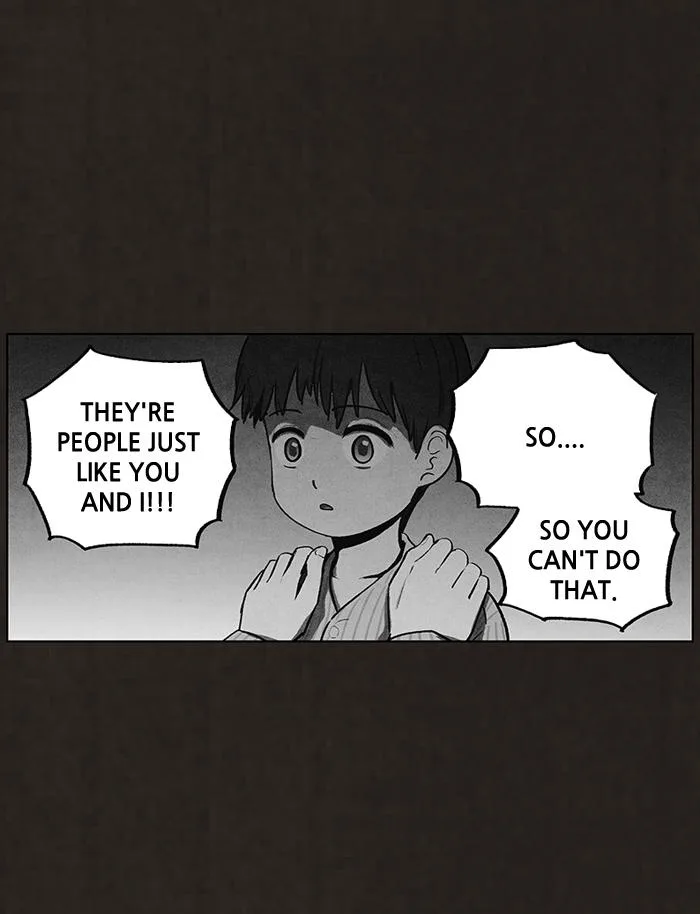 THEY'RE
PEOPLE JUST
LIKE YOU
AND I!!!
SO....
SO YOU
CAN'T DO
THAT.